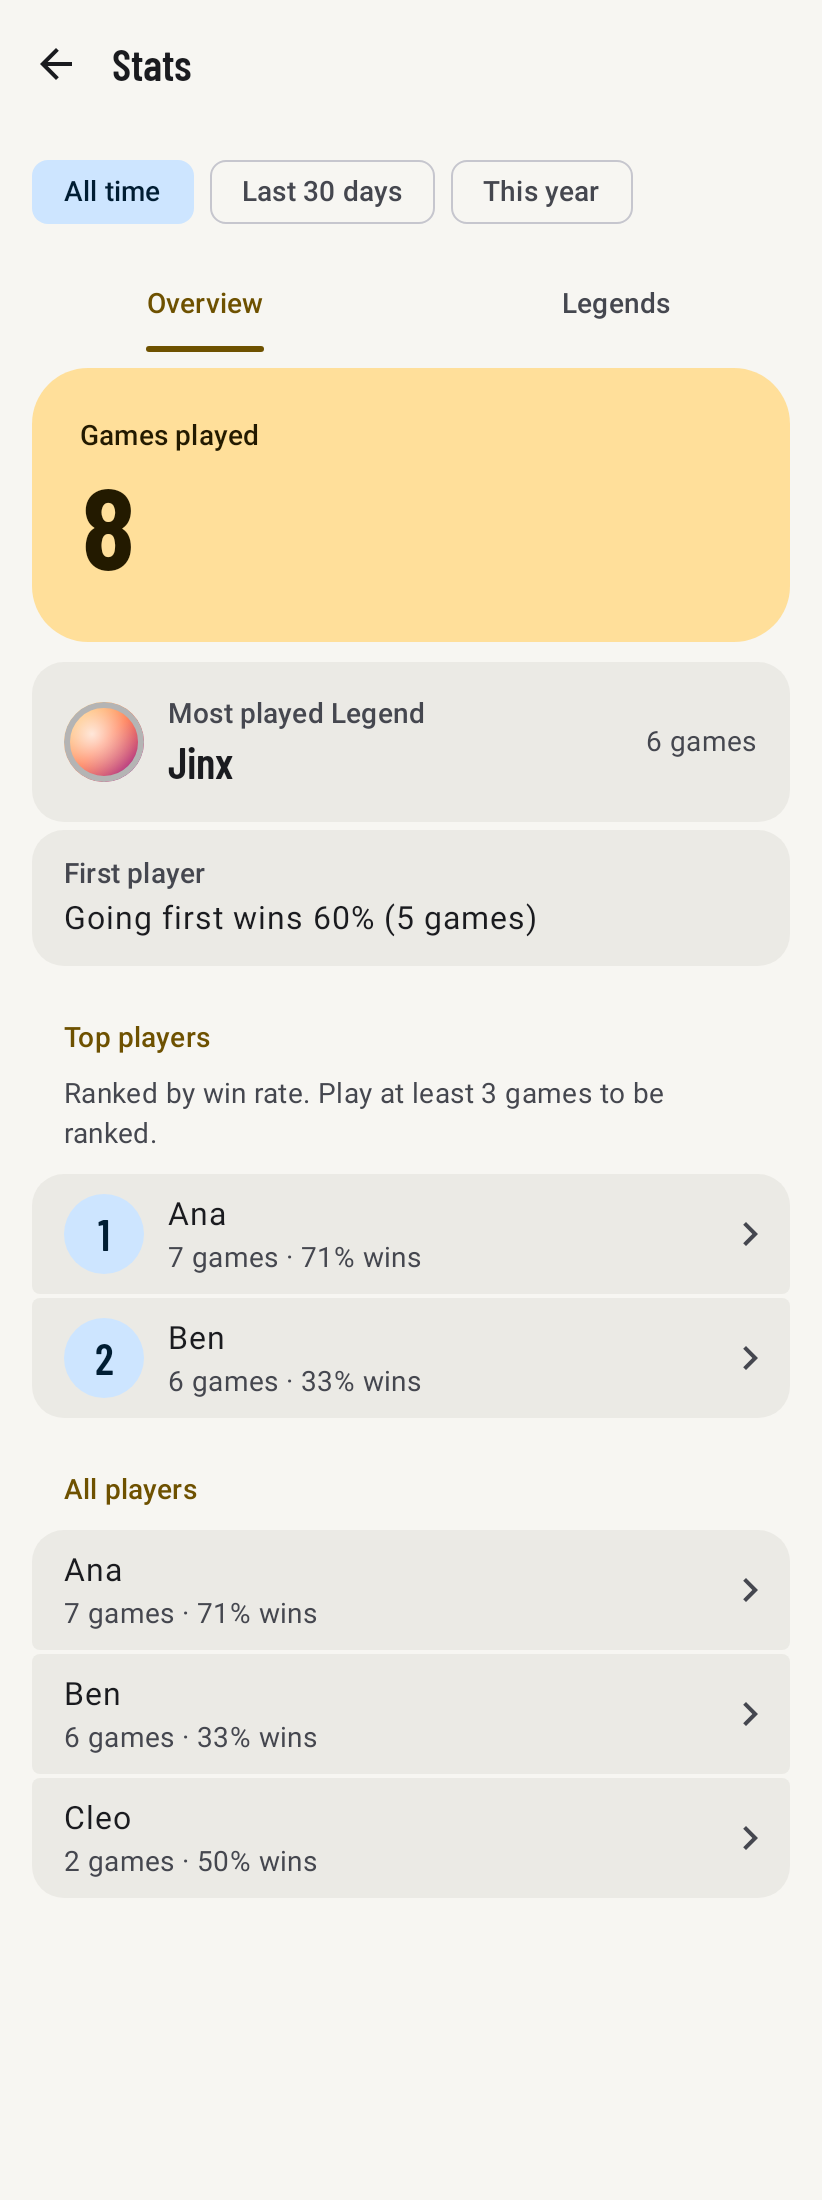 Stats
All time
Last 30 days
This year
Overview
Legends
Games played
8
Most played Legend
Jinx
6 games
First player
Going first wins 60% (5 games)
Top players
Ranked by win rate. Play at least 3 games to be
ranked.
1
Ana
7 games · 71% wins
2
Ben
6 games · 33% wins
All players
Ana
7 games · 71% wins
Ben
6 games · 33% wins
Cleo
2 games · 50% wins